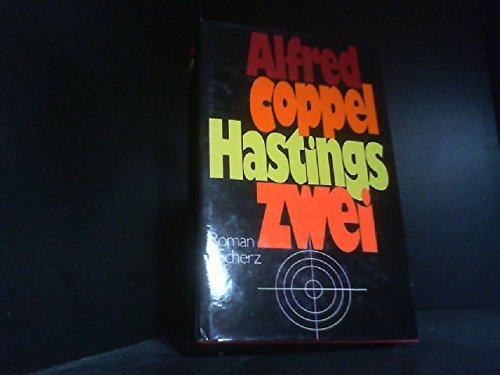 Alfred
Coppel
Hastings
zwei
Roman
Scherz